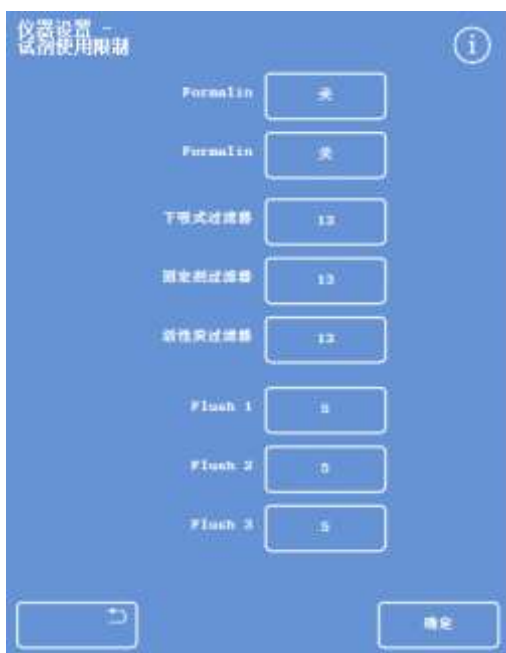 仪器设置 -
试剂使用限制
Formalin 关
Formalin 关
下吸式过滤器 13
固定剂过滤器 13
活性炭过滤器 13
Flush 1 5
Flush 2 5
Flush 3 5
确定